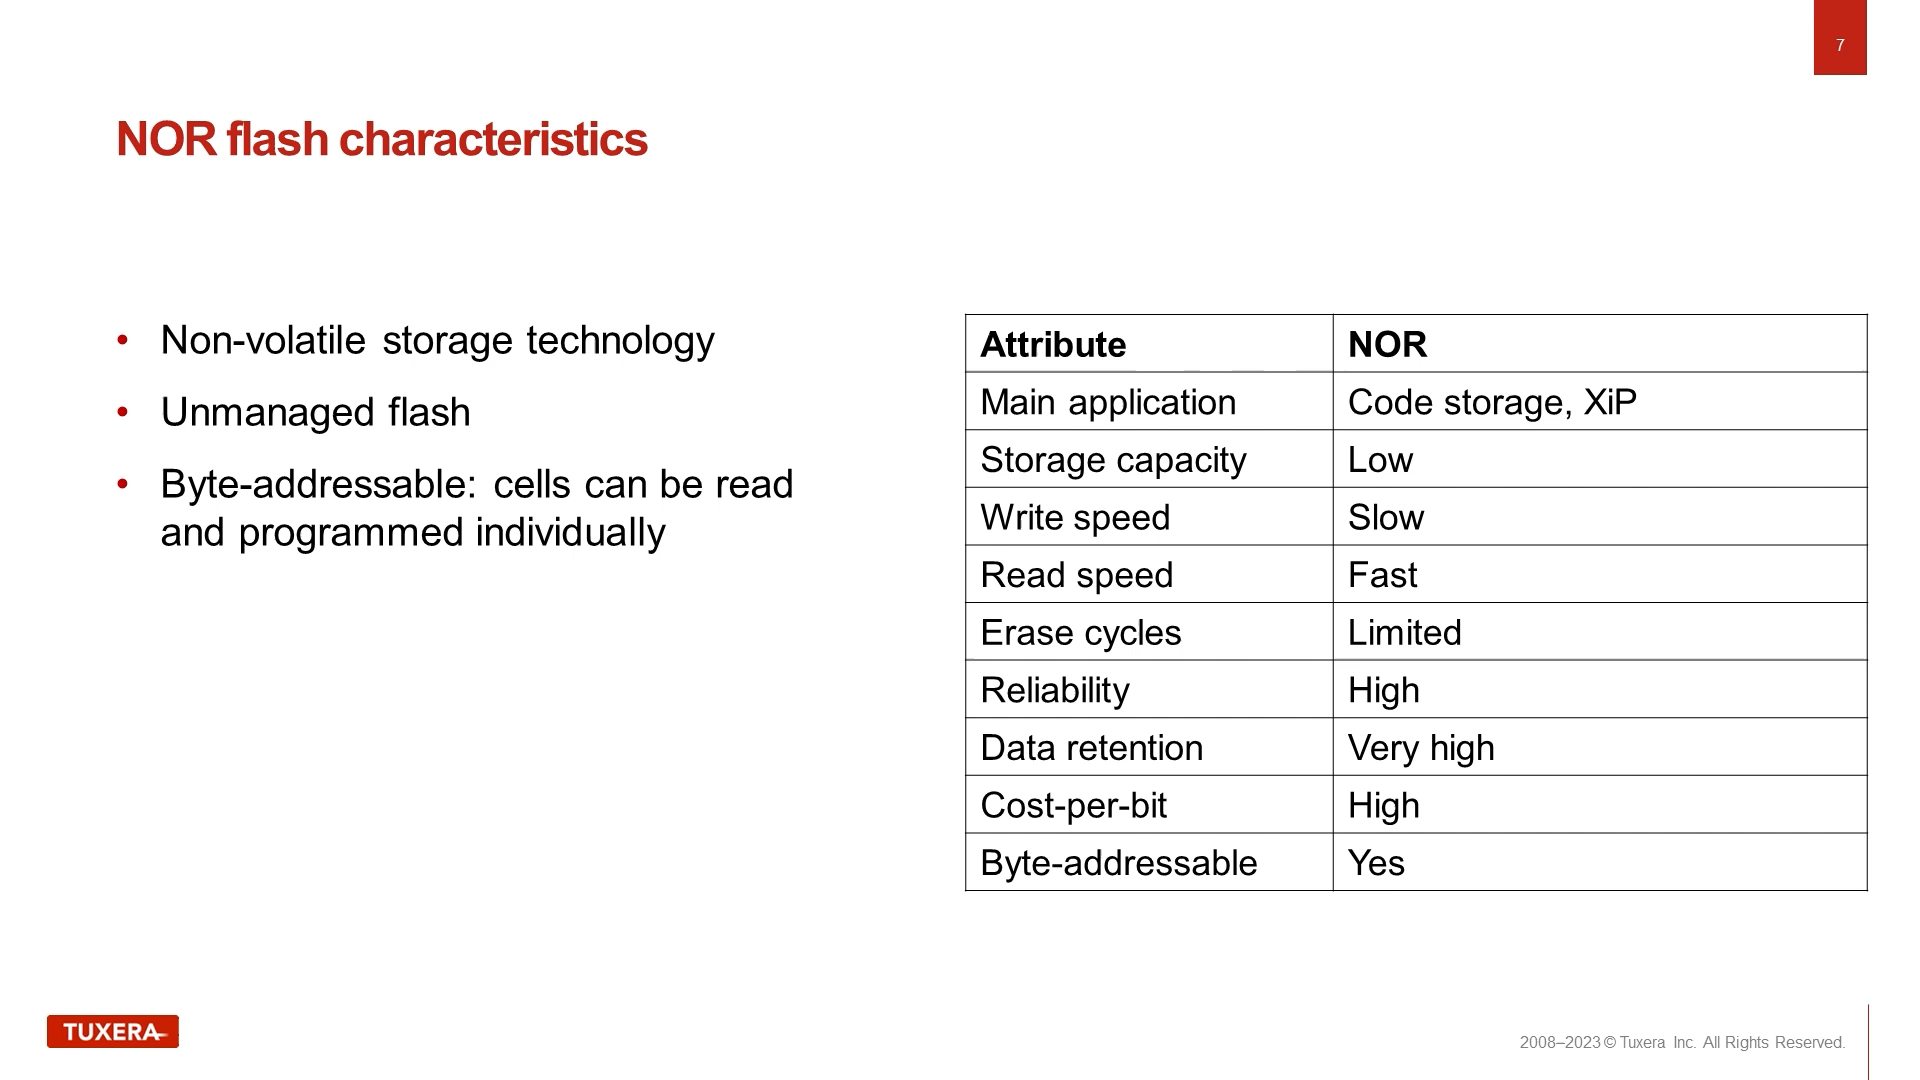 7
NOR flash characteristics
• Non-volatile storage technology
• Unmanaged flash
• Byte-addressable: cells can be read
and programmed individually
Attribute NOR
Main application Code storage, XiP
Storage capacity Low
Write speed Slow
Read speed Fast
Erase cycles Limited
Reliability High
Data retention Very high
Cost-per-bit High
Byte-addressable Yes
TUXERA
2008–2023 © Tuxera Inc. All Rights Reserved.